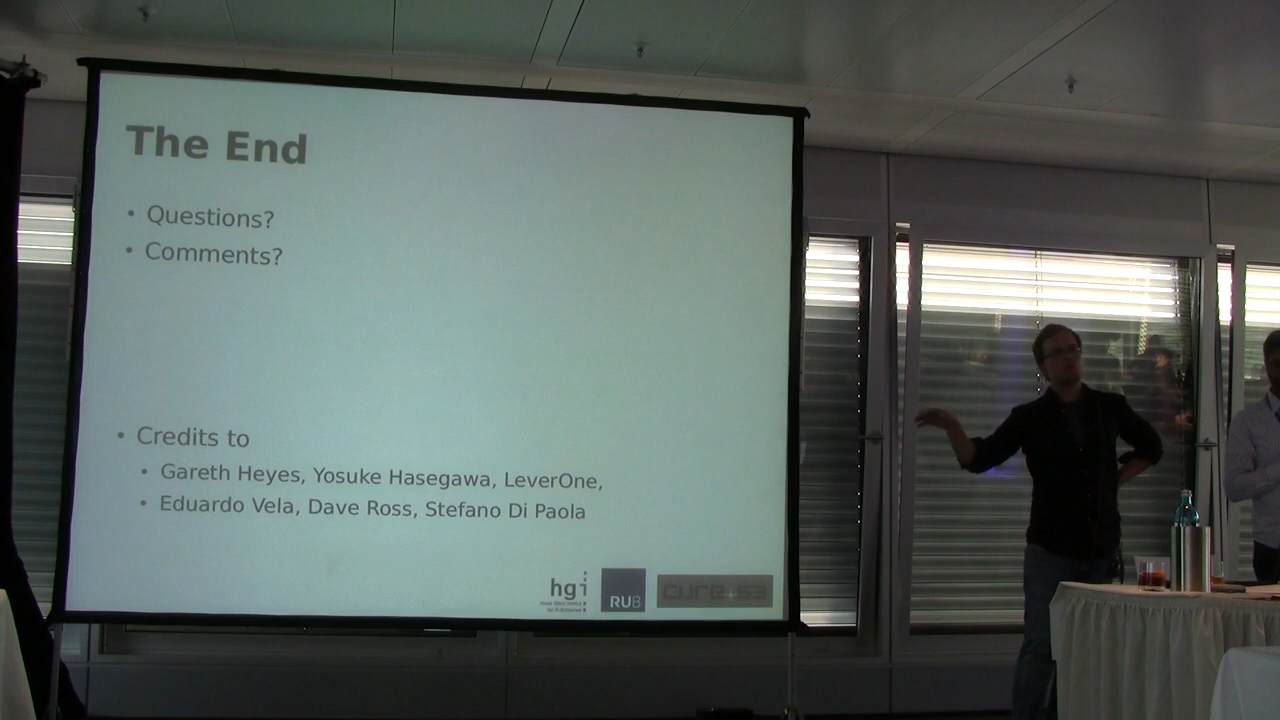 The End
• Questions?
• Comments?
• Credits to
• Gareth Heyes, Yosuke Hasegawa, LeverOne,
• Eduardo Vela, Dave Ross, Stefano Di Paola
hgi
RUB
cure53